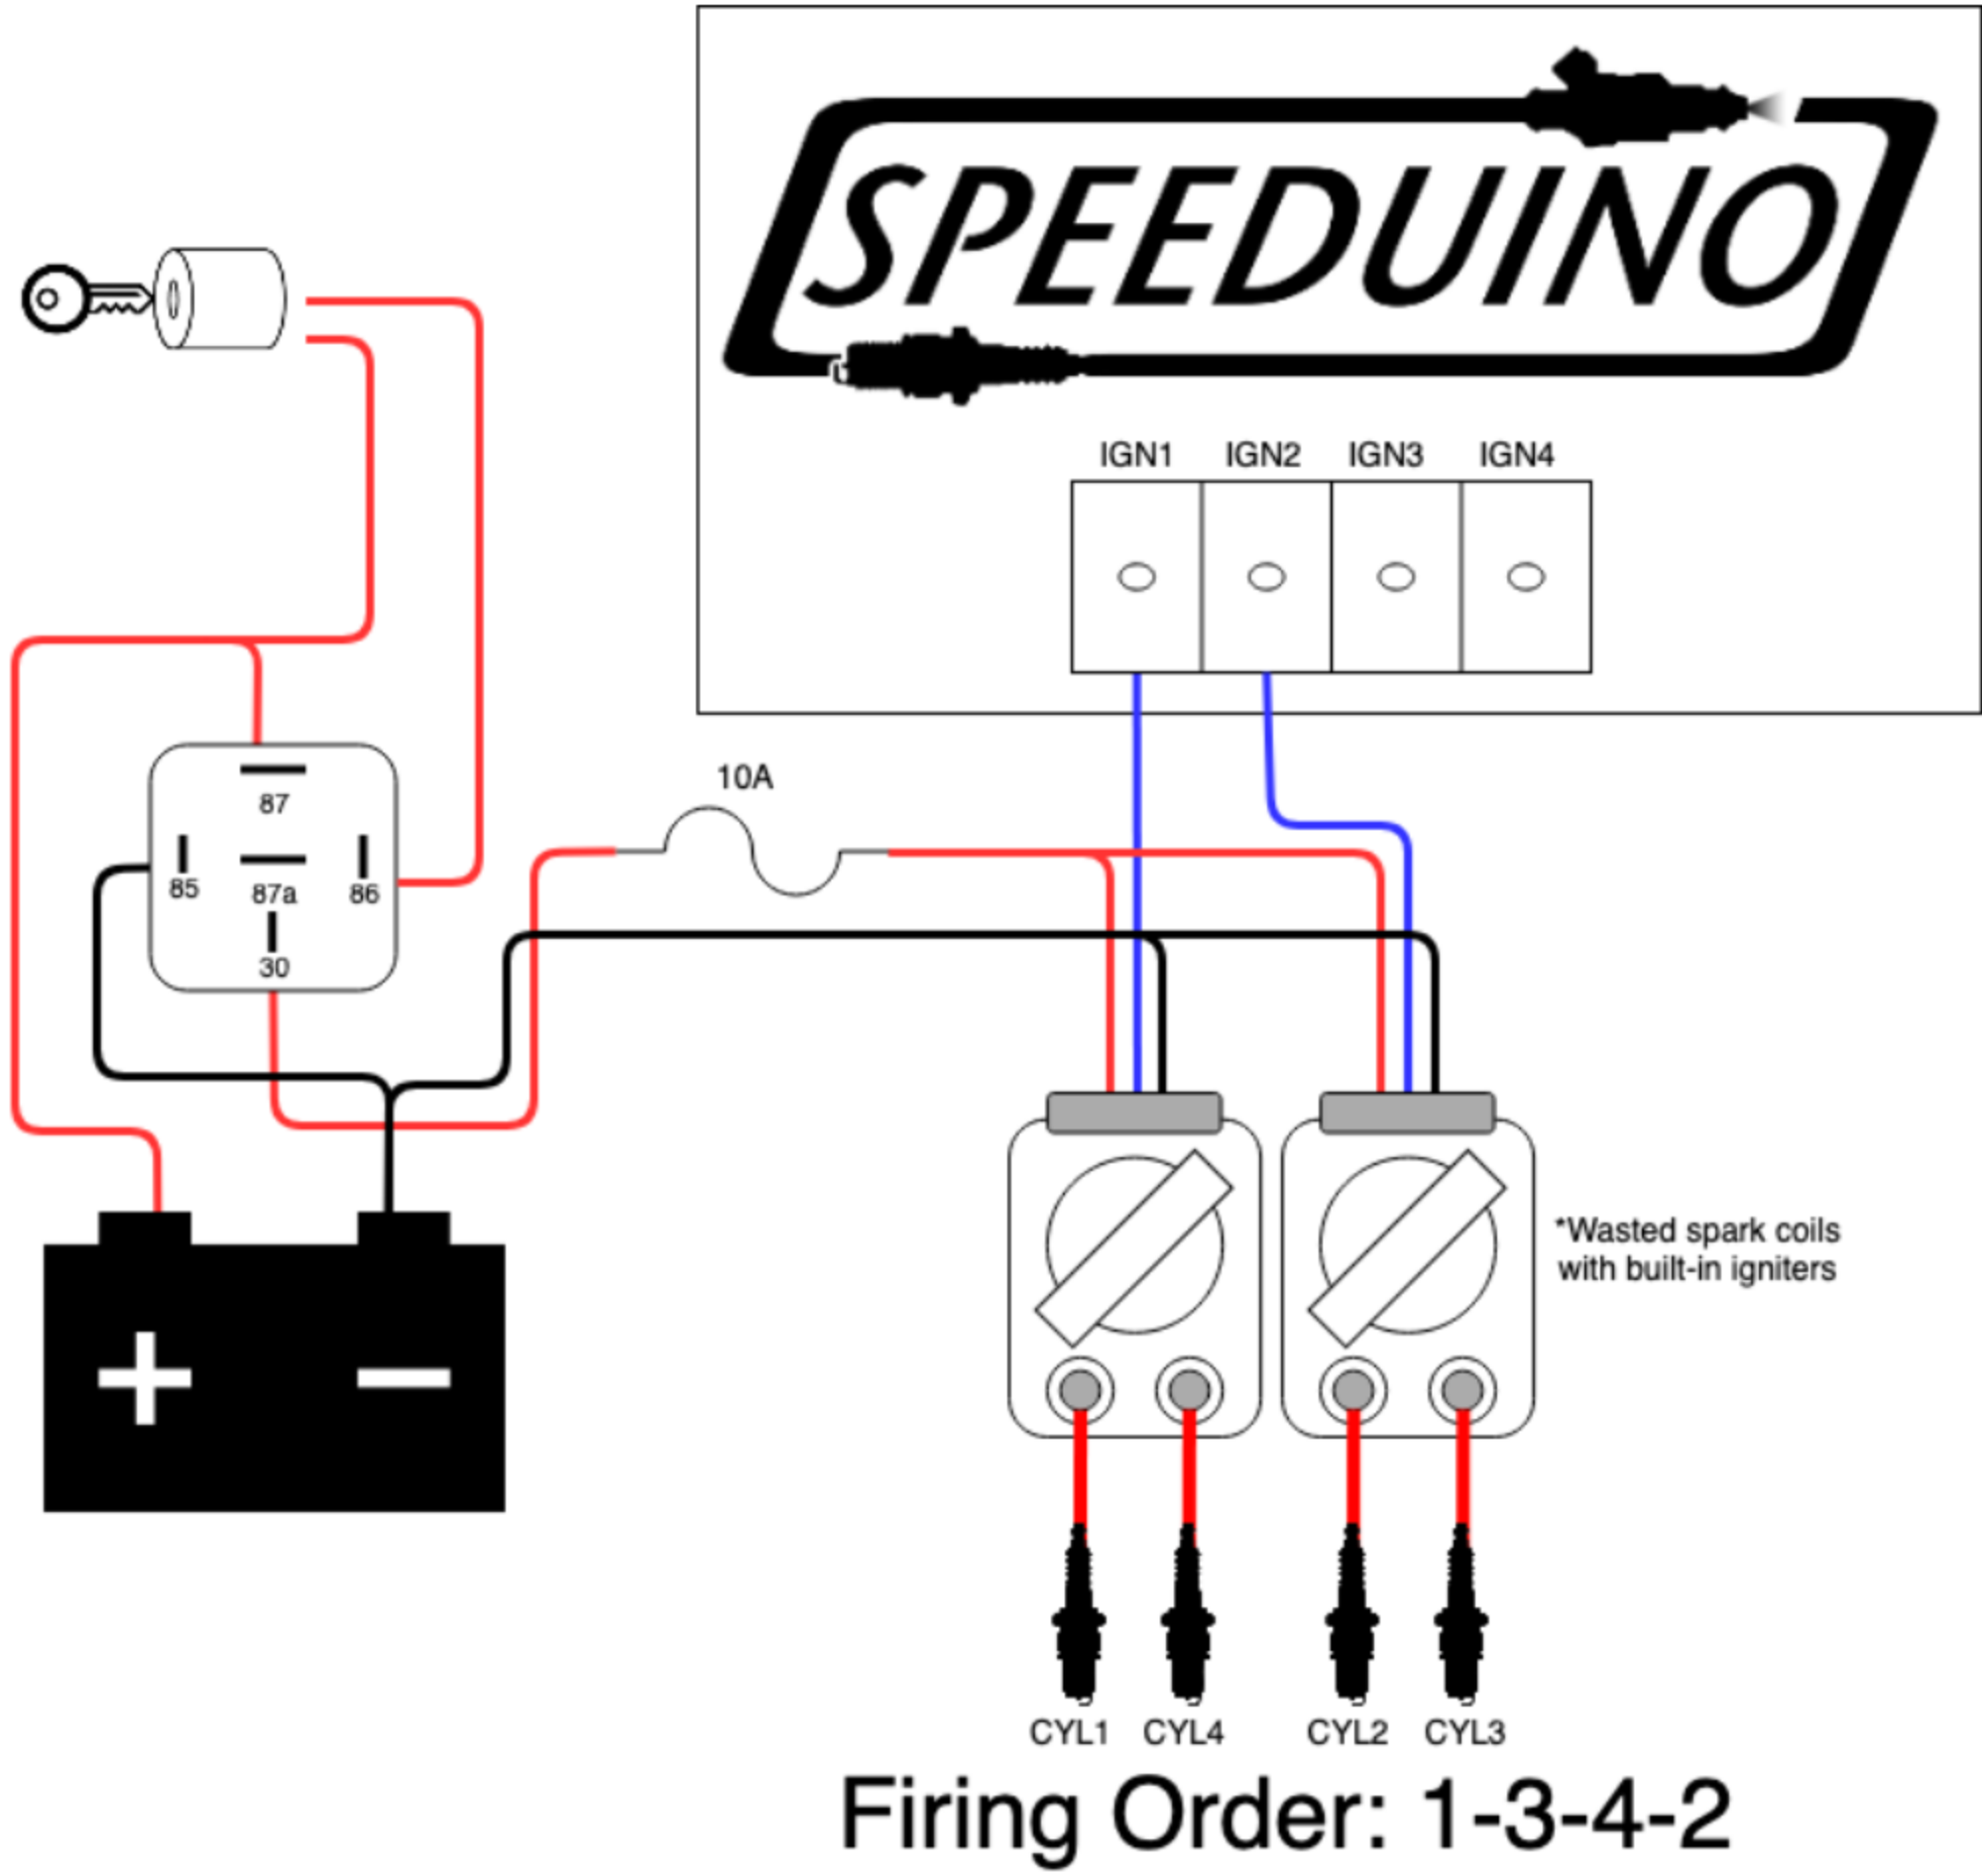 SPEEDUINO
IGN1 IGN2 IGN3 IGN4
10A
87
85 87a 86
30
*Wasted spark coils
with built-in igniters
+ −
CYL1 CYL4 CYL2 CYL3
Firing Order: 1-3-4-2